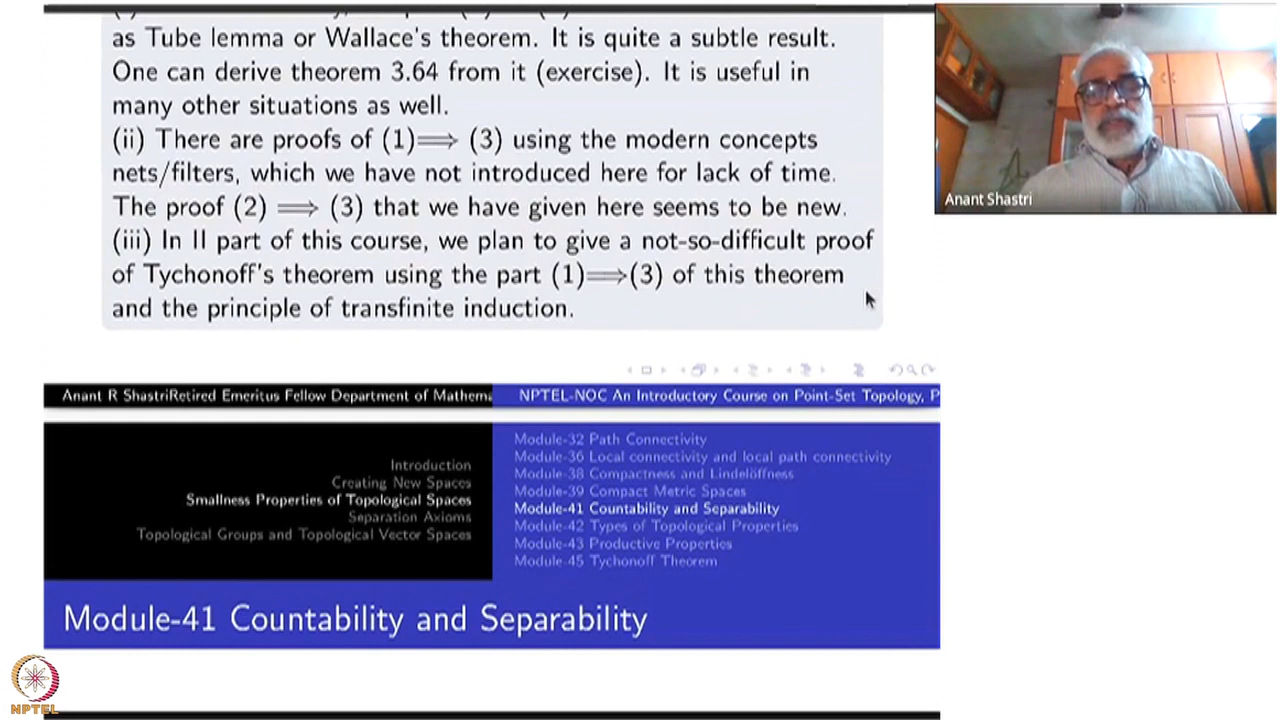 as Tube lemma or Wallace's theorem. It is quite a subtle result.
One can derive theorem 3.64 from it (exercise). It is useful in
many other situations as well.
(ii) There are proofs of (1)⟹ (3) using the modern concepts
nets/filters, which we have not introduced here for lack of time.
The proof (2) ⟹ (3) that we have given here seems to be new.
(iii) In II part of this course, we plan to give a not-so-difficult proof
of Tychonoff's theorem using the part (1)⟹(3) of this theorem
and the principle of transfinite induction.
Anant Shastri
Anant R ShastriRetired Emeritus Fellow Department of Mathema
NPTEL-NOC An Introductory Course on Point-Set Topology, P
Introduction
Creating New Spaces
Smallness Properties of Topological Spaces
Separation Axioms
Topological Groups and Topological Vector Spaces
Module-32 Path Connectivity
Module-36 Local connectivity and local path connectivity
Module-38 Compactness and Lindelöffness
Module-39 Compact Metric Spaces
Module-41 Countability and Separability
Module-42 Types of Topological Properties
Module-43 Productive Properties
Module-45 Tychonoff Theorem
Module-41 Countability and Separability
NPTEL